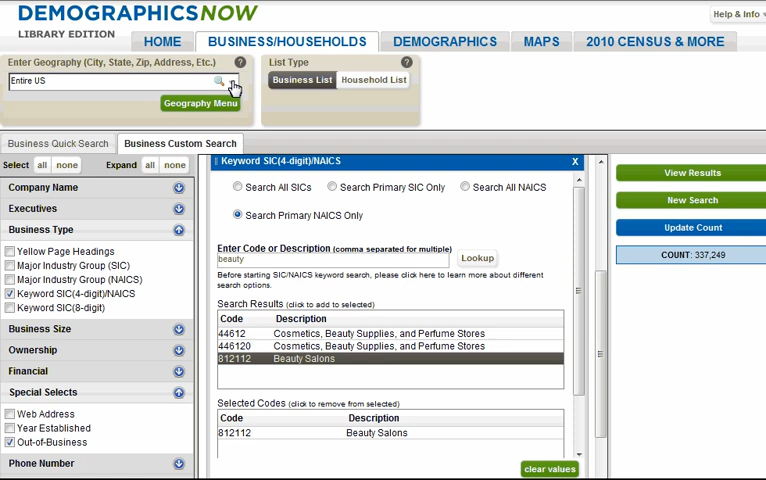 DEMOGRAPHICSNOW
LIBRARY EDITION
Help & Info
HOME
BUSINESS/HOUSEHOLDS
DEMOGRAPHICS
MAPS
2010 CENSUS & MORE
Enter Geography (City, State, Zip, Address, Etc.) ?
Entire US
Geography Menu
List Type ?
Business List
Household List
Business Quick Search
Business Custom Search
Select all none Expand all none
Company Name
Executives
Business Type
Yellow Page Headings
Major Industry Group (SIC)
Major Industry Group (NAICS)
Keyword SIC(4-digit)/NAICS
Keyword SIC(8-digit)
Business Size
Ownership
Financial
Special Selects
Web Address
Year Established
Out-of-Business
Phone Number
Keyword SIC(4-digit)/NAICS X
Search All SICs
Search Primary SIC Only
Search All NAICS
Search Primary NAICS Only
Enter Code or Description (comma separated for multiple)
beauty
Lookup
Before starting SIC/NAICS keyword search, please click here to learn more about different
search options.
Search Results (click to add to selected)
Code Description
44612 Cosmetics, Beauty Supplies, and Perfume Stores
446120 Cosmetics, Beauty Supplies, and Perfume Stores
812112 Beauty Salons
Selected Codes (click to remove from selected)
Code Description
812112 Beauty Salons
clear values
View Results
New Search
Update Count
COUNT: 337,249